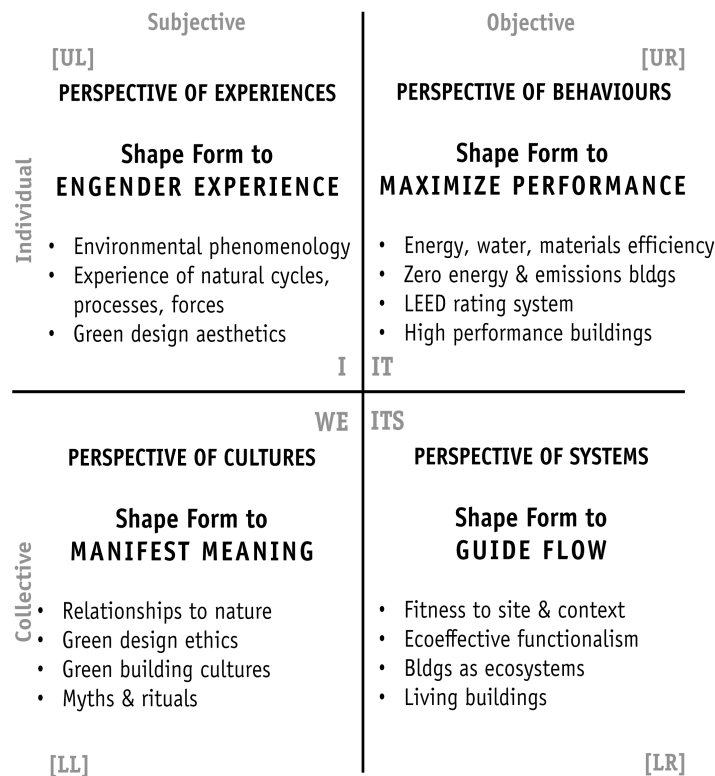 Subjective
Objective
[UL]
[UR]
Individual
PERSPECTIVE OF EXPERIENCES
Shape Form to
ENGENDER EXPERIENCE
• Environmental phenomenology
• Experience of natural cycles,
processes, forces
• Green design aesthetics
I
PERSPECTIVE OF BEHAVIOURS
Shape Form to
MAXIMIZE PERFORMANCE
• Energy, water, materials efficiency
• Zero energy & emissions bldgs
• LEED rating system
• High performance buildings
IT
Collective
WE
PERSPECTIVE OF CULTURES
Shape Form to
MANIFEST MEANING
• Relationships to nature
• Green design ethics
• Green building cultures
• Myths & rituals
[LL]
ITS
PERSPECTIVE OF SYSTEMS
Shape Form to
GUIDE FLOW
• Fitness to site & context
• Ecoeffective functionalism
• Bldgs as ecosystems
• Living buildings
[LR]